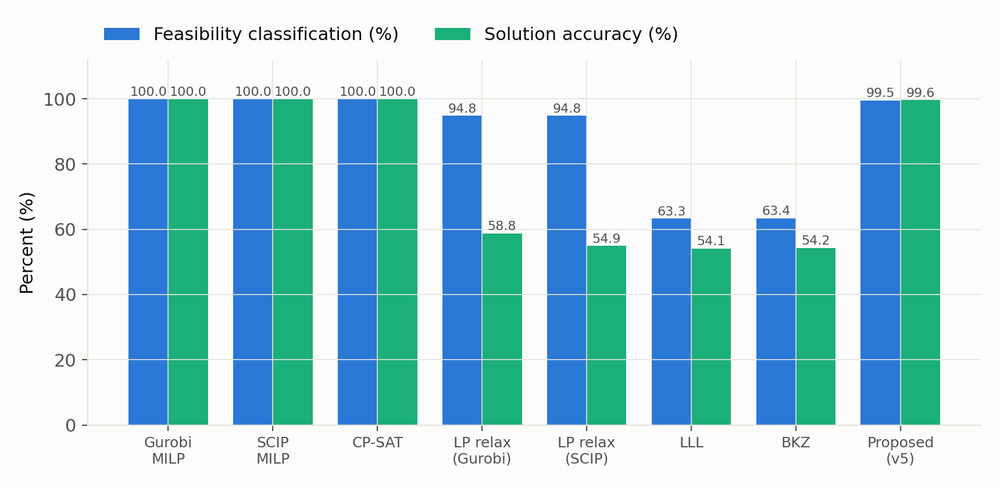 Feasibility classification (%)
Solution accuracy (%)
Percent (%)
100
80
60
40
20
0
100.0 100.0
100.0 100.0
100.0 100.0
94.8
58.8
94.8
54.9
63.3
54.1
63.4
54.2
99.5 99.6
Gurobi
MILP
SCIP
MILP
CP-SAT
LP relax
(Gurobi)
LP relax
(SCIP)
LLL
BKZ
Proposed
(v5)